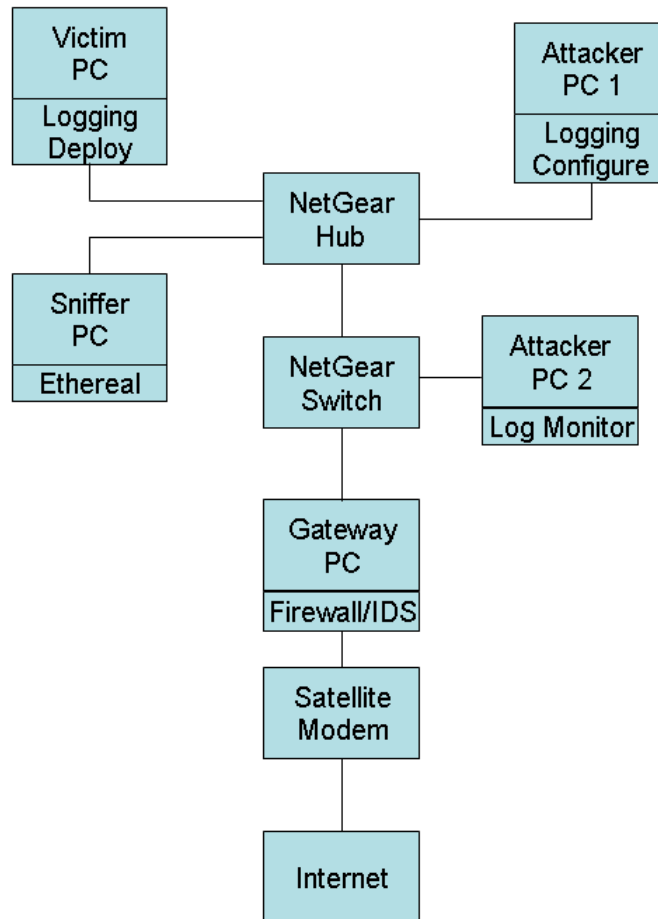 Victim
PC
Logging
Deploy
Attacker
PC 1
Logging
Configure
NetGear
Hub
Sniffer
PC
Ethereal
NetGear
Switch
Attacker
PC 2
Log Monitor
Gateway
PC
Firewall/IDS
Satellite
Modem
Internet